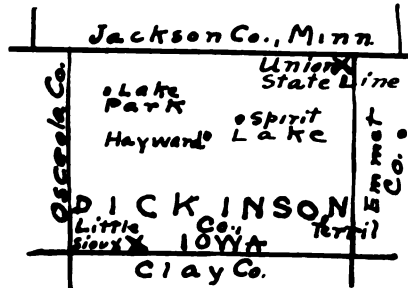 Jackson Co., Minn
Union
State Line
Osceola Co.
Lake
Park
Spirit
Lake
Hayward
Emmet
Co.
DICKINSON
Co.,
IOWA
Little
Sioux
Terril
Clay Co.